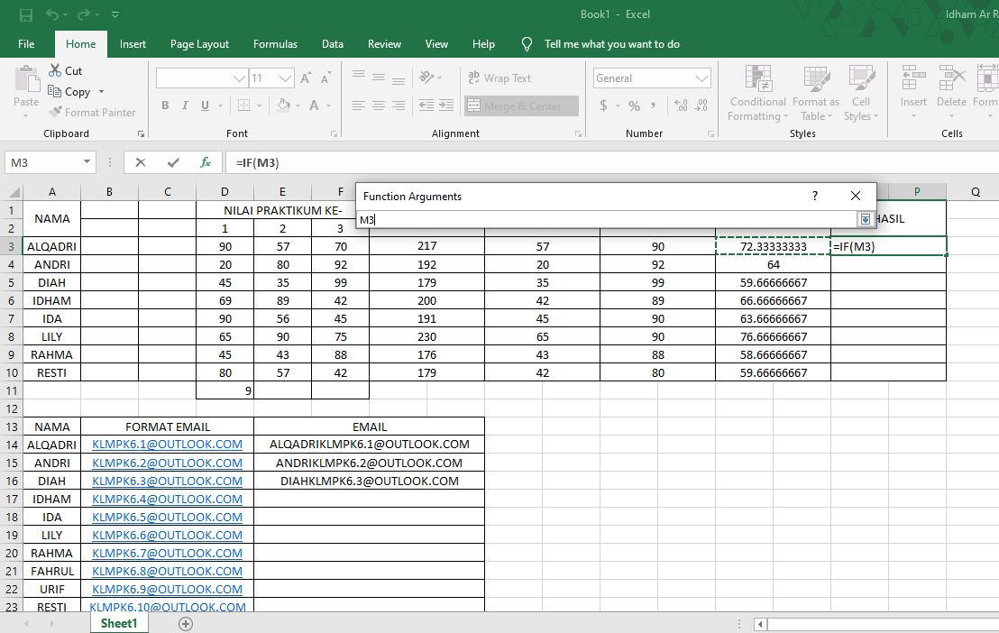 Book1 - Excel
Idham Ar R
File Home Insert Page Layout Formulas Data Review View Help Tell me what you want to do
Paste
Cut
Copy
Format Painter
Clipboard
11 A A
B I U A
Font
Wrap Text
Merge & Center
Alignment
General
$ % ,
Number
Conditional Formatting
Format as Table
Cell Styles
Styles
Insert Delete Form
Cells
M3 fx =IF(M3)
Function Arguments ?
M3
A B C D E F P Q
1 NAMA NILAI PRAKTIKUM KE- HASIL
2 1 2 3
3 ALQADRI 90 57 70 217 57 90 72.33333333 =IF(M3)
4 ANDRI 20 80 92 192 20 92 64
5 DIAH 45 35 99 179 35 99 59.66666667
6 IDHAM 69 89 42 200 42 89 66.66666667
7 IDA 90 56 45 191 45 90 63.66666667
8 LILY 65 90 75 230 65 90 76.66666667
9 RAHMA 45 43 88 176 43 88 58.66666667
10 RESTI 80 57 42 179 42 80 59.66666667
11 9
12
13 NAMA FORMAT EMAIL EMAIL
14 ALQADRI KLMPK6.1@OUTLOOK.COM ALQADRIKLMPK6.1@OUTLOOK.COM
15 ANDRI KLMPK6.2@OUTLOOK.COM ANDRIKLMPK6.2@OUTLOOK.COM
16 DIAH KLMPK6.3@OUTLOOK.COM DIAHKLMPK6.3@OUTLOOK.COM
17 IDHAM KLMPK6.4@OUTLOOK.COM
18 IDA KLMPK6.5@OUTLOOK.COM
19 LILY KLMPK6.6@OUTLOOK.COM
20 RAHMA KLMPK6.7@OUTLOOK.COM
21 FAHRUL KLMPK6.8@OUTLOOK.COM
22 URIF KLMPK6.9@OUTLOOK.COM
23 RESTI KLMPK6.10@OUTLOOK.COM
Sheet1